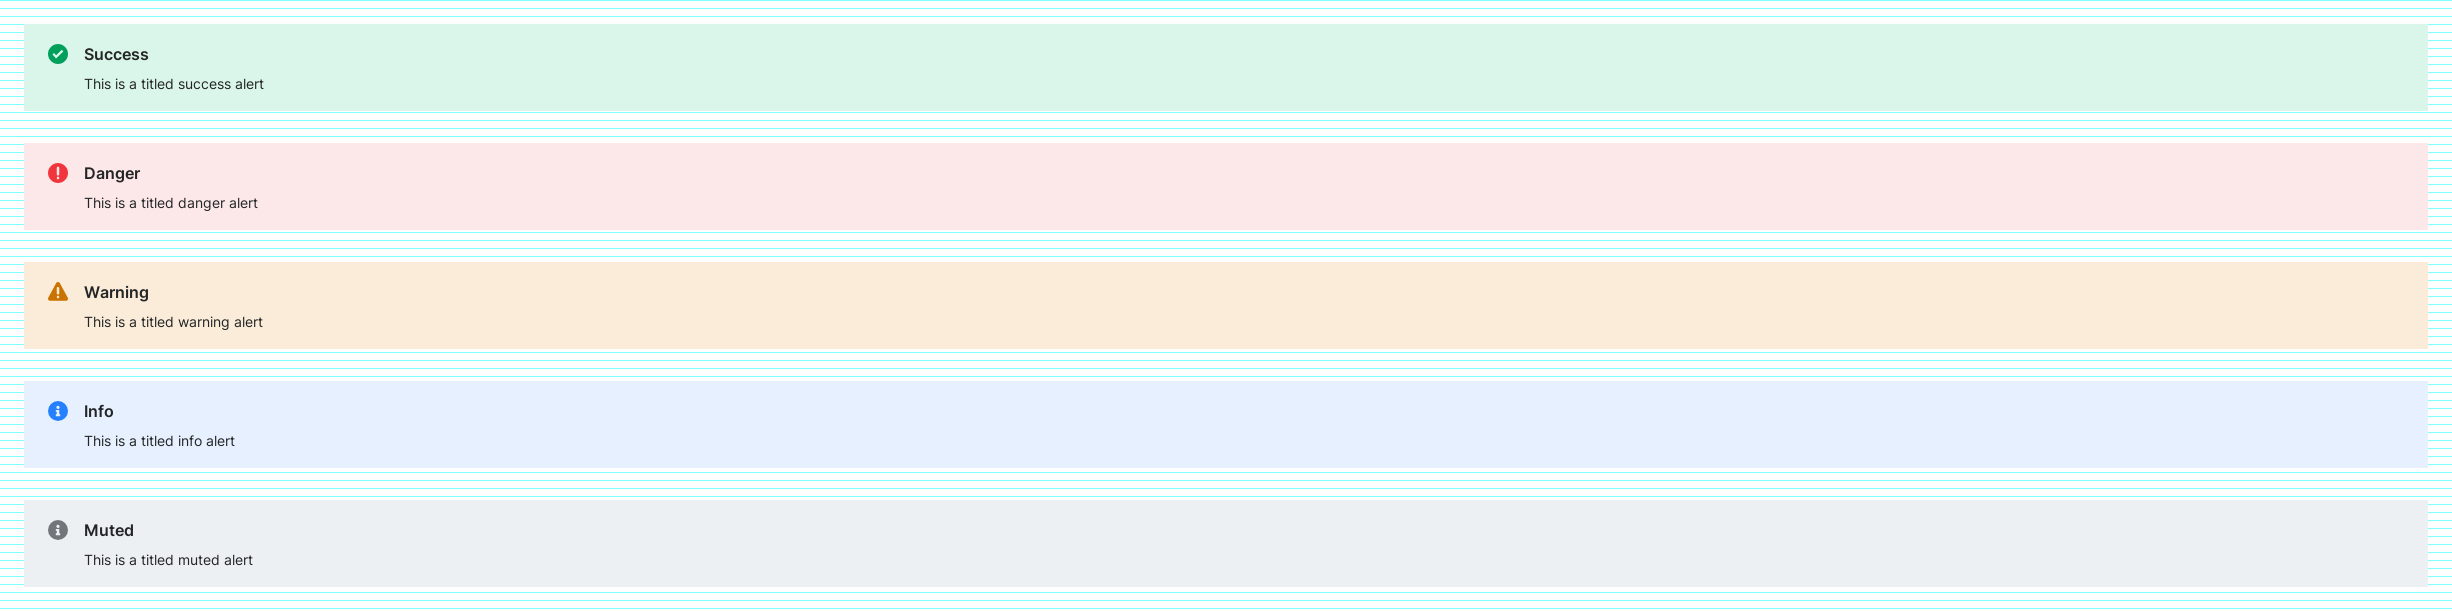 Success
This is a titled success alert
Danger
This is a titled danger alert
Warning
This is a titled warning alert
Info
This is a titled info alert
Muted
This is a titled muted alert